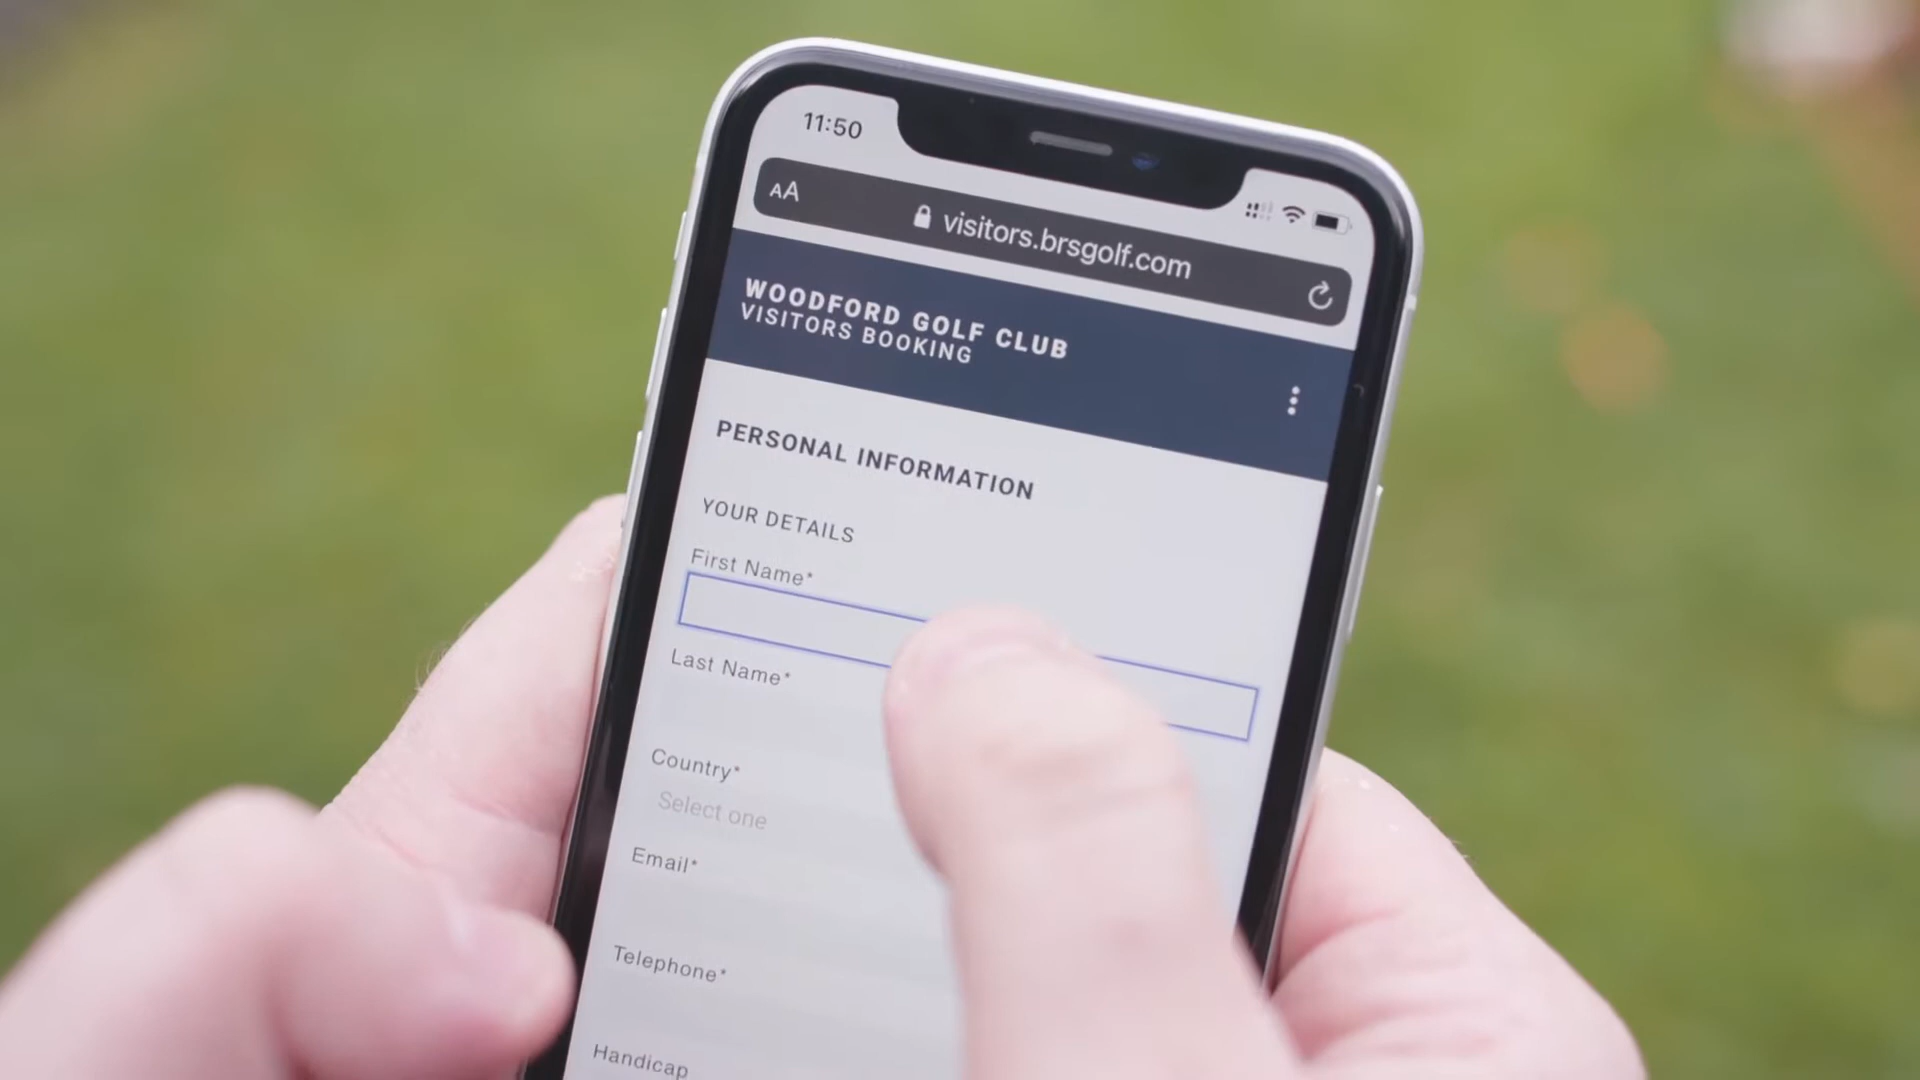 11:50
AA visitors.brsgolf.com
WOODFORD GOLF CLUB
VISITORS BOOKING
PERSONAL INFORMATION
YOUR DETAILS
First Name*
Last Name*
Country*
Select one
Email*
Telephone*
Handicap